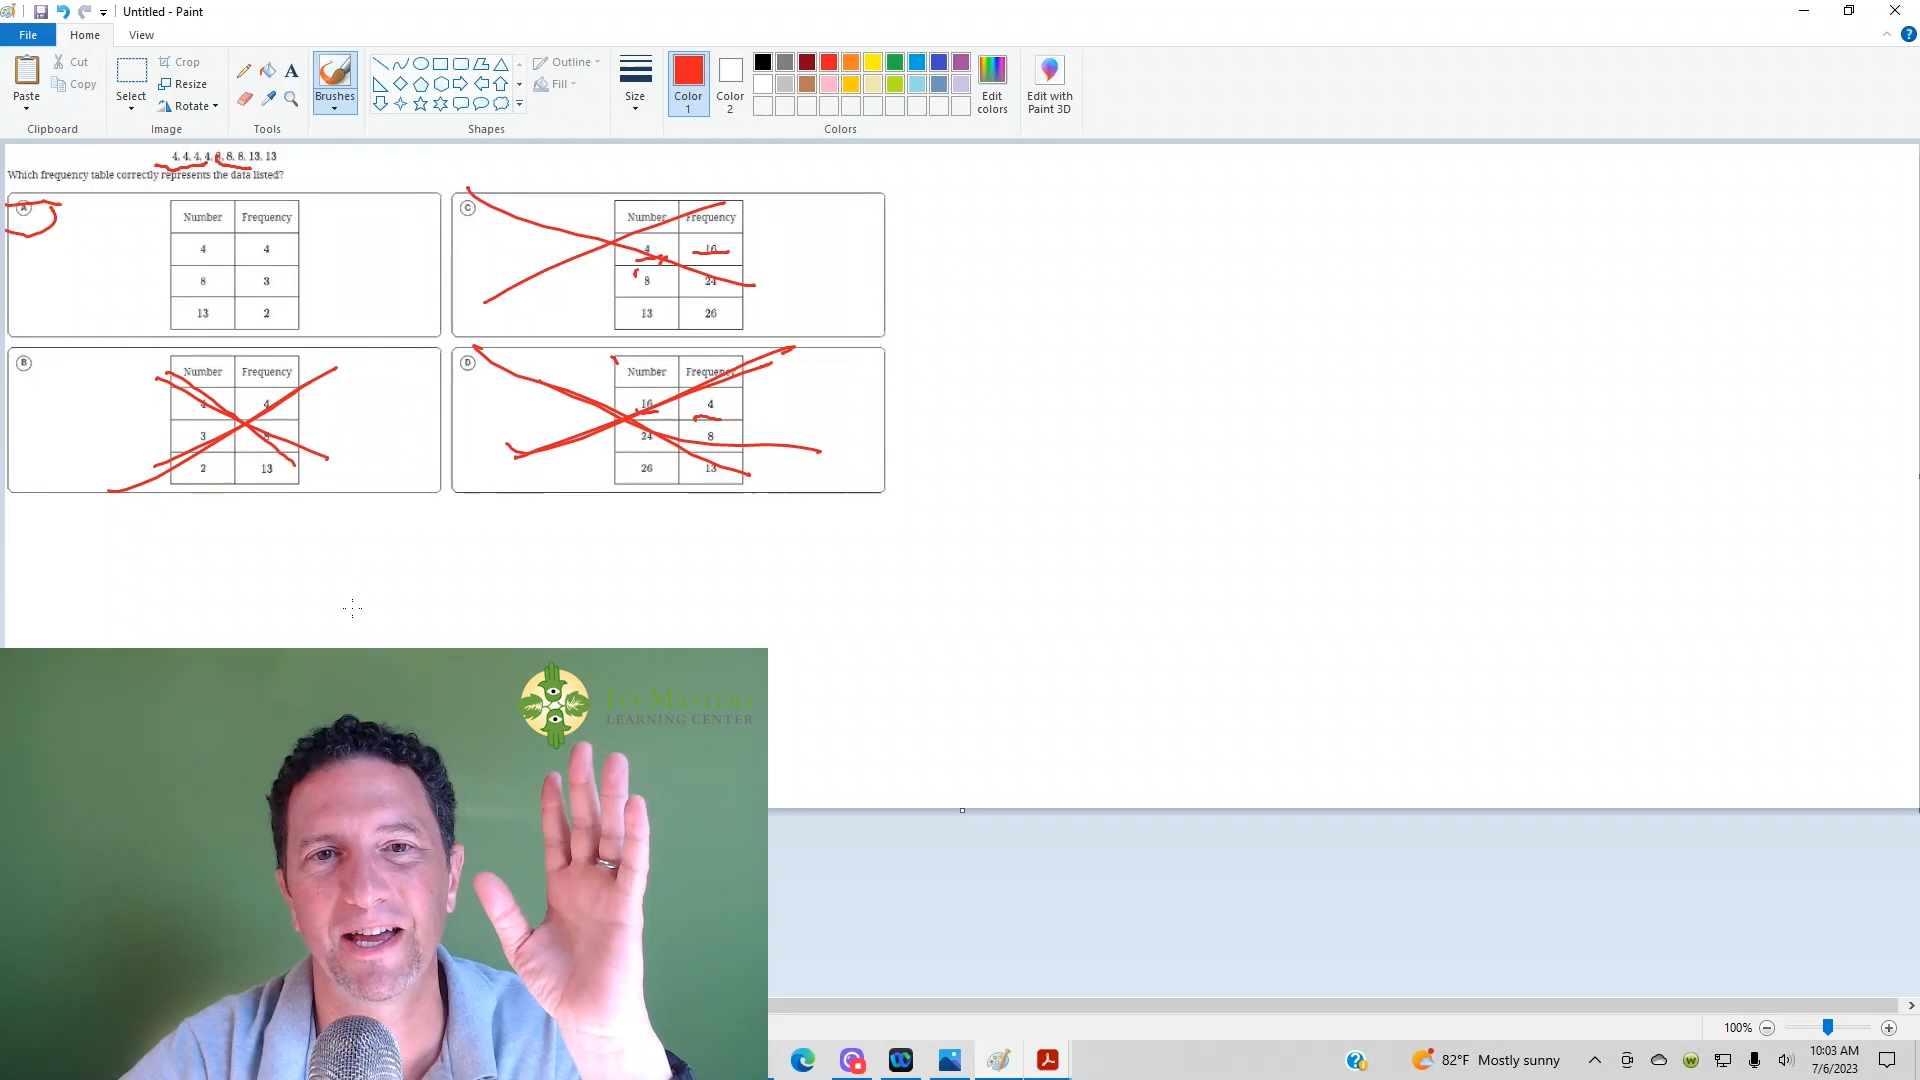 Untitled - Paint
File
Home
View
Paste
Cut
Copy
Clipboard
Select
Crop
Resize
Rotate
Image
A
Tools
Brushes
Shapes
Outline
Fill
Size
Color 1
Color 2
Colors
Edit colors
Edit with Paint 3D
4, 4, 4, 4, 8, 8, 8, 13, 13
Which frequency table correctly represents the data listed?
A
Number Frequency
4 4
8 3
13 2
C
Number Frequency
4 16
8 24
13 26
B
Number Frequency
4 4
3 8
2 13
D
Number Frequency
16 4
24 8
26 13
IVY MASTERS
LEARNING CENTER
100%
82°F Mostly sunny
10:03 AM
7/6/2023